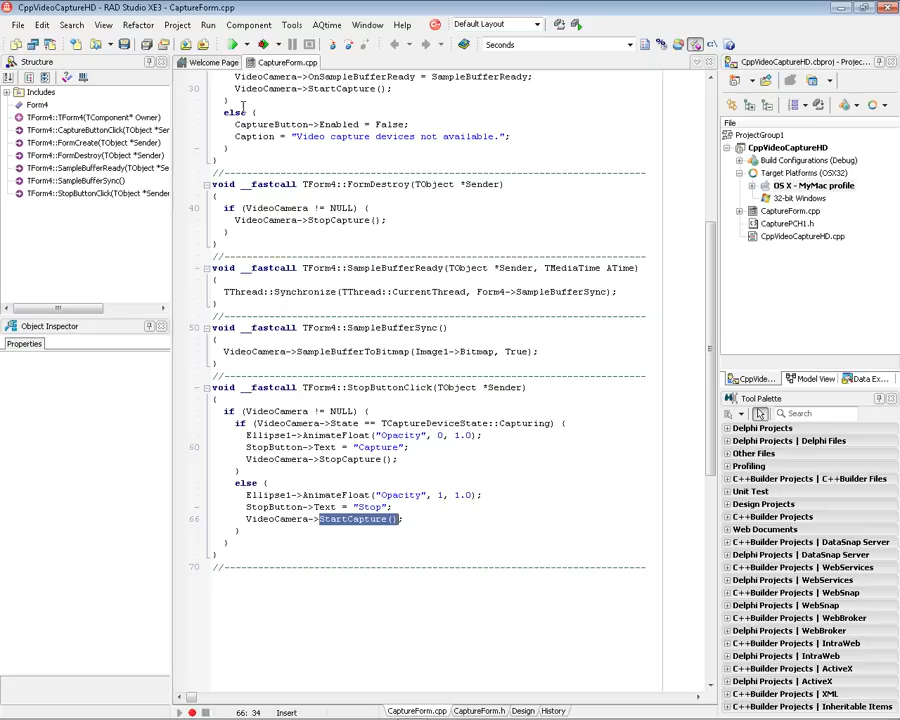 CppVideoCaptureHD - RAD Studio XE3 - CaptureForm.cpp
File Edit Search View Refactor Project Run Component Tools AQtime Window Help Default Layout
Seconds
Structure
Includes
Form4
TForm4::TForm4(TComponent* Owner)
TForm4::CaptureButtonClick(TObject *Ser
TForm4::FormCreate(TObject *Sender)
TForm4::FormDestroy(TObject *Sender)
TForm4::SampleBufferReady(TObject *Se
TForm4::SampleBufferSync()
TForm4::StopButtonClick(TObject *Sender
Object Inspector
Properties
Welcome Page CaptureForm.cpp
VideoCamera->OnSampleBufferReady = SampleBufferReady;
30 VideoCamera->StartCapture();
}
else {
CaptureButton->Enabled = False;
Caption = "Video capture devices not available.";
}
}
//---------------------------------------------------------------------------
void __fastcall TForm4::FormDestroy(TObject *Sender)
{
40 if (VideoCamera != NULL) {
VideoCamera->StopCapture();
}
}
//---------------------------------------------------------------------------
void __fastcall TForm4::SampleBufferReady(TObject *Sender, TMediaTime ATime)
{
TThread::Synchronize(TThread::CurrentThread, Form4->SampleBufferSync);
}
//---------------------------------------------------------------------------
50 void __fastcall TForm4::SampleBufferSync()
{
VideoCamera->SampleBufferToBitmap(Image1->Bitmap, True);
}
//---------------------------------------------------------------------------
void __fastcall TForm4::StopButtonClick(TObject *Sender)
{
if (VideoCamera != NULL) {
if (VideoCamera->State == TCaptureDeviceState::Capturing) {
Ellipse1->AnimateFloat("Opacity", 0, 1.0);
60 StopButton->Text = "Capture";
VideoCamera->StopCapture();
}
else {
Ellipse1->AnimateFloat("Opacity", 1, 1.0);
StopButton->Text = "Stop";
66 VideoCamera->StartCapture();
}
}
}
70 //---------------------------------------------------------------------------
66: 34 Insert CaptureForm.cpp CaptureForm.h Design History
CppVideoCaptureHD.cbproj - Projec...
File
ProjectGroup1
CppVideoCaptureHD
Build Configurations (Debug)
Target Platforms (OSX32)
OS X - MyMac profile
32-bit Windows
CaptureForm.cpp
CapturePCH1.h
CppVideoCaptureHD.cpp
CppVide... Model View Data Ex...
Tool Palette
Search
Delphi Projects
Delphi Projects | Delphi Files
Other Files
Profiling
C++Builder Projects | C++Builder Files
Unit Test
Design Projects
C++Builder Projects
Web Documents
C++Builder Projects | DataSnap Server
Delphi Projects | DataSnap Server
C++Builder Projects | WebServices
Delphi Projects | WebServices
C++Builder Projects | WebSnap
Delphi Projects | WebSnap
C++Builder Projects | WebBroker
Delphi Projects | WebBroker
C++Builder Projects | IntraWeb
Delphi Projects | IntraWeb
C++Builder Projects | ActiveX
Delphi Projects | ActiveX
C++Builder Projects | XML
C++Builder Projects | Inheritable Items